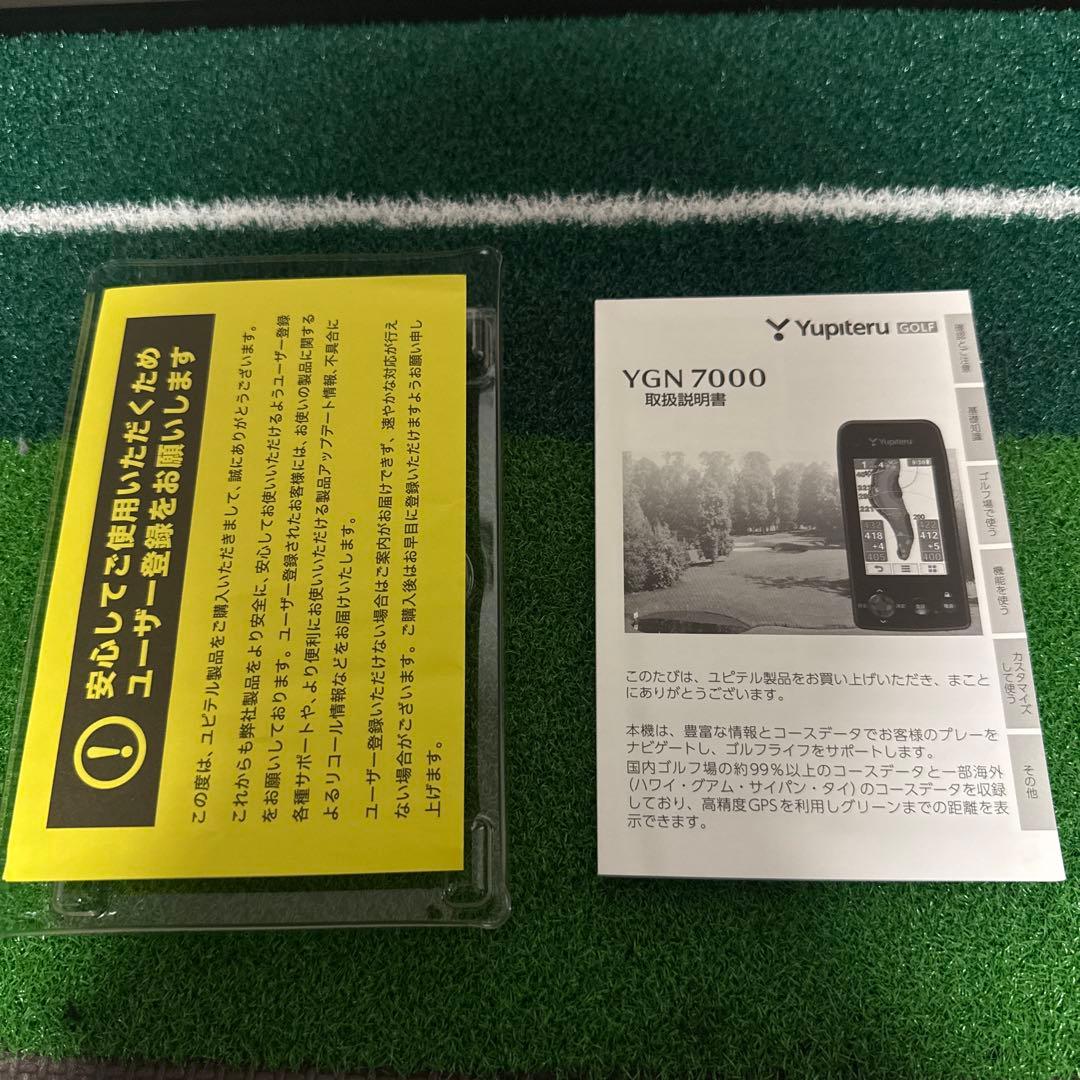 安心してご使用いただくため
ユーザー登録をお願いします
この度は、ユピテル製品をご購入いただきまして、誠にありがとうございます。
これからも弊社製品をより安全に、安心してお使いいただけるようユーザー登録
をお願いしております。ユーザー登録されたお客様には、お使いの製品に関する
各種サポートや、より便利にお使いいただける製品アップデート情報、不具合に
よるリコール情報などをお届けいたします。
ユーザー登録いただけない場合はご案内がお届けできず、速やかな対応が行え
ない場合がございます。ご購入後はお早目に登録いただけますようお願い申し
上げます。
Yupiteru GOLF
YGN 7000
取扱説明書
Yupiteru
1 4
200
418
412
+4
+5
405
400
このたびは、ユピテル製品をお買い上げいただき、まこと
にありがとうございます。
本機は、豊富な情報とコースデータでお客様のプレーを
ナビゲートし、ゴルフライフをサポートします。
国内ゴルフ場の約99%以上のコースデータと一部海外
(ハワイ・グアム・サイパン・タイ)のコースデータを収録
しており、高精度GPSを利用しグリーンまでの距離を表
示できます。
確認とご注意
基礎知識
ゴルフ場で使う
機能を使う
カスタマイズ
して使う
その他